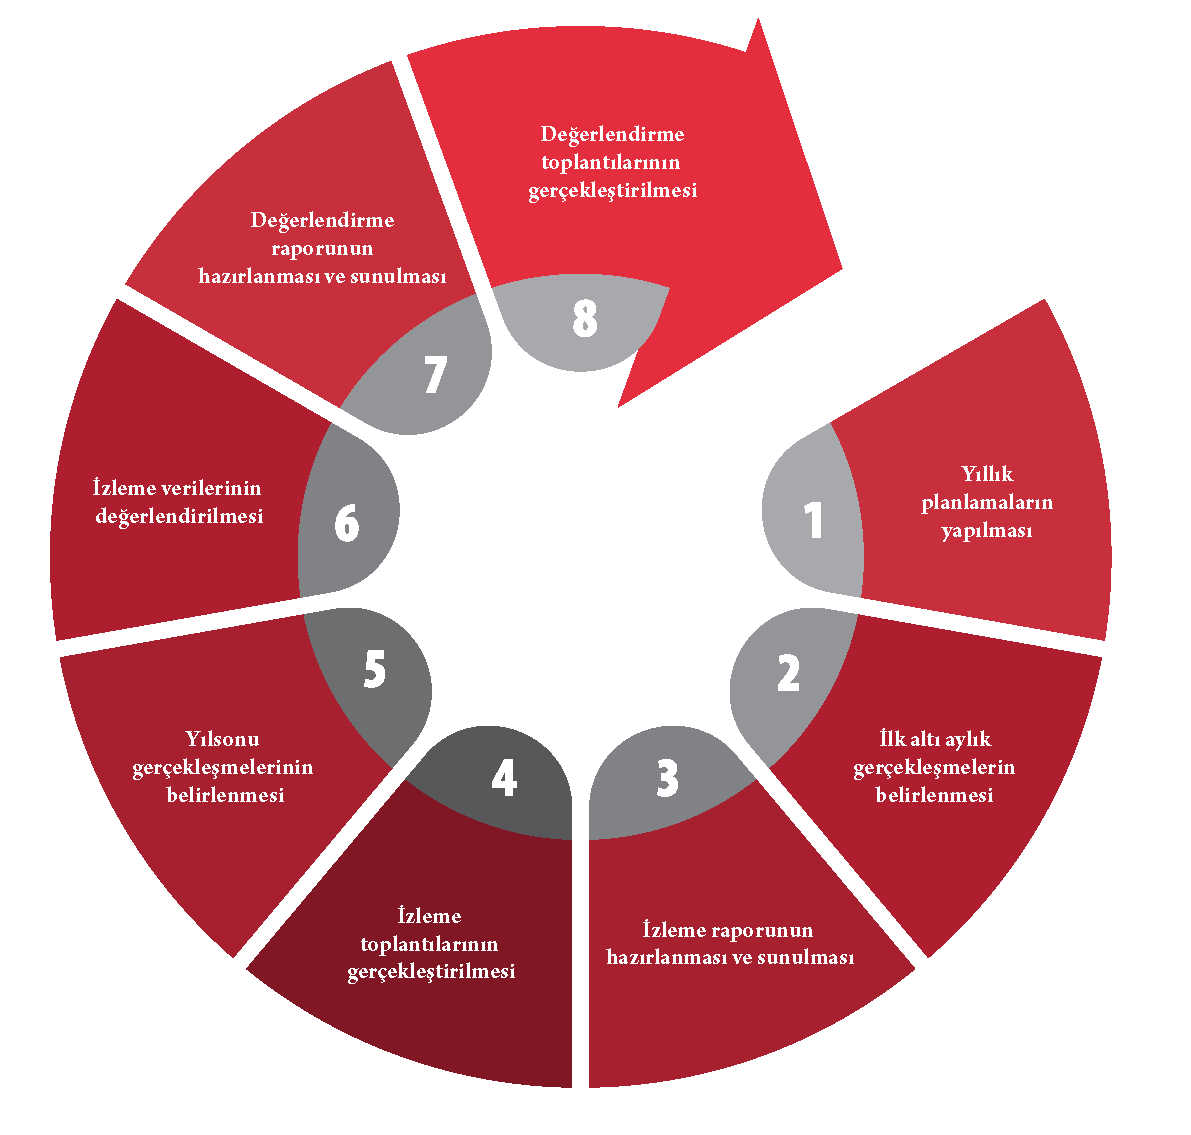 1
Yıllık
planlamaların
yapılması
2
İlk altı aylık
gerçekleşmelerin
belirlenmesi
3
İzleme raporunun
hazırlanması ve sunulması
4
İzleme
toplantılarının
gerçekleştirilmesi
5
Yılsonu
gerçekleşmelerinin
belirlenmesi
6
İzleme verilerinin
değerlendirilmesi
7
Değerlendirme
raporunun
hazırlanması ve sunulması
8
Değerlendirme
toplantılarının
gerçekleştirilmesi